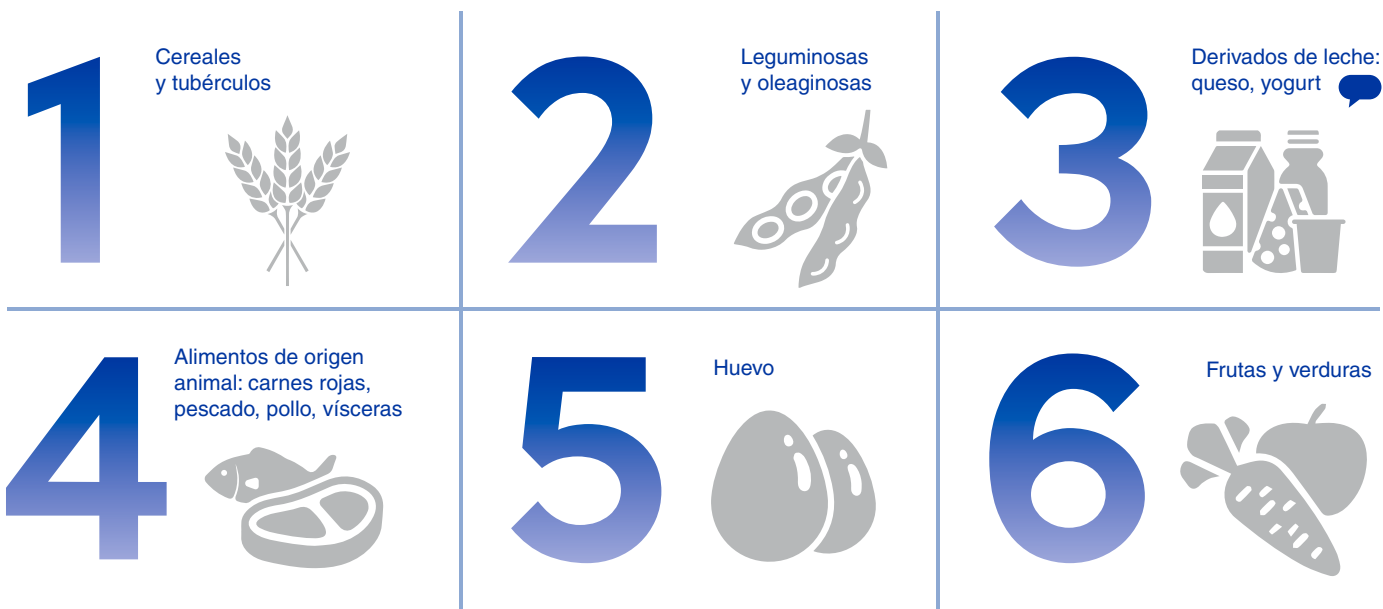 1
Cereales
y tubérculos
2
Leguminosas
y oleaginosas
3
Derivados de leche:
queso, yogurt
4
Alimentos de origen
animal: carnes rojas,
pescado, pollo, vísceras
5
Huevo
6
Frutas y verduras